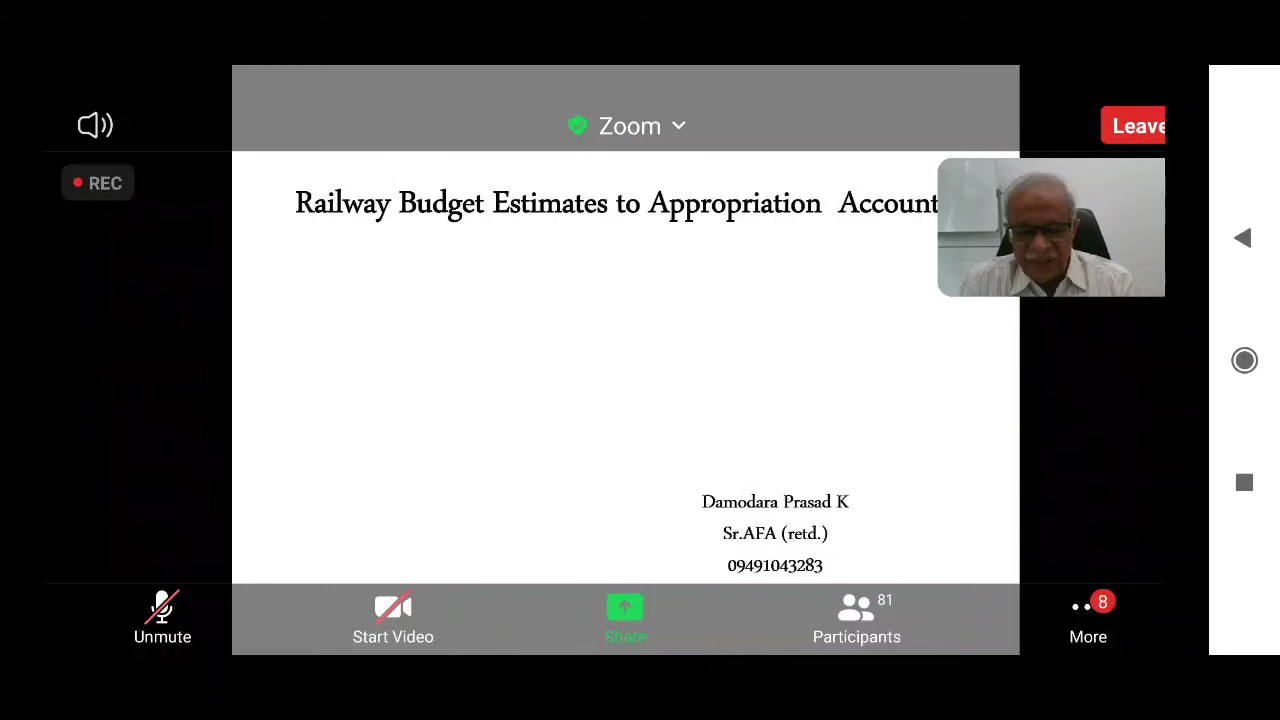 Zoom
Leave
REC
Railway Budget Estimates to Appropriation Account
Damodara Prasad K
Sr.AFA (retd.)
09491043283
Unmute
Start Video
Share
81
Participants
8
More